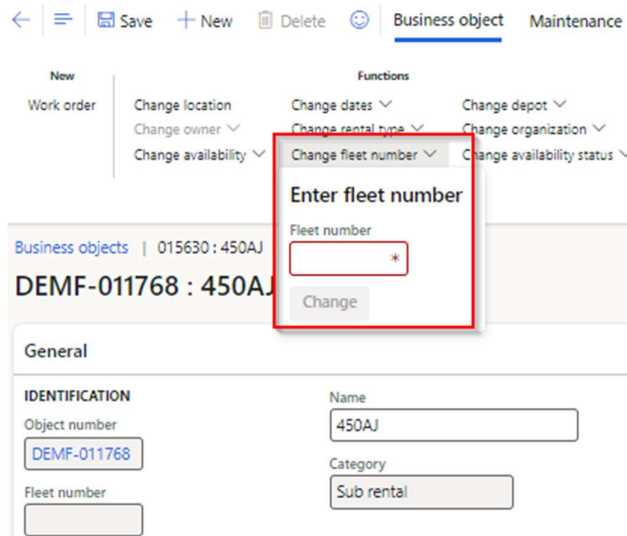 Save New Delete Business object Maintenance
New Functions
Work order Change location Change dates Change depot
Change owner Change rental type Change organization
Change availability Change fleet number Change availability status
Enter fleet number
Fleet number
*
Change
Business objects | 015630 : 450AJ
DEMF-011768 : 450AJ
General
IDENTIFICATION Name
Object number 450AJ
DEMF-011768 Category
Fleet number Sub rental